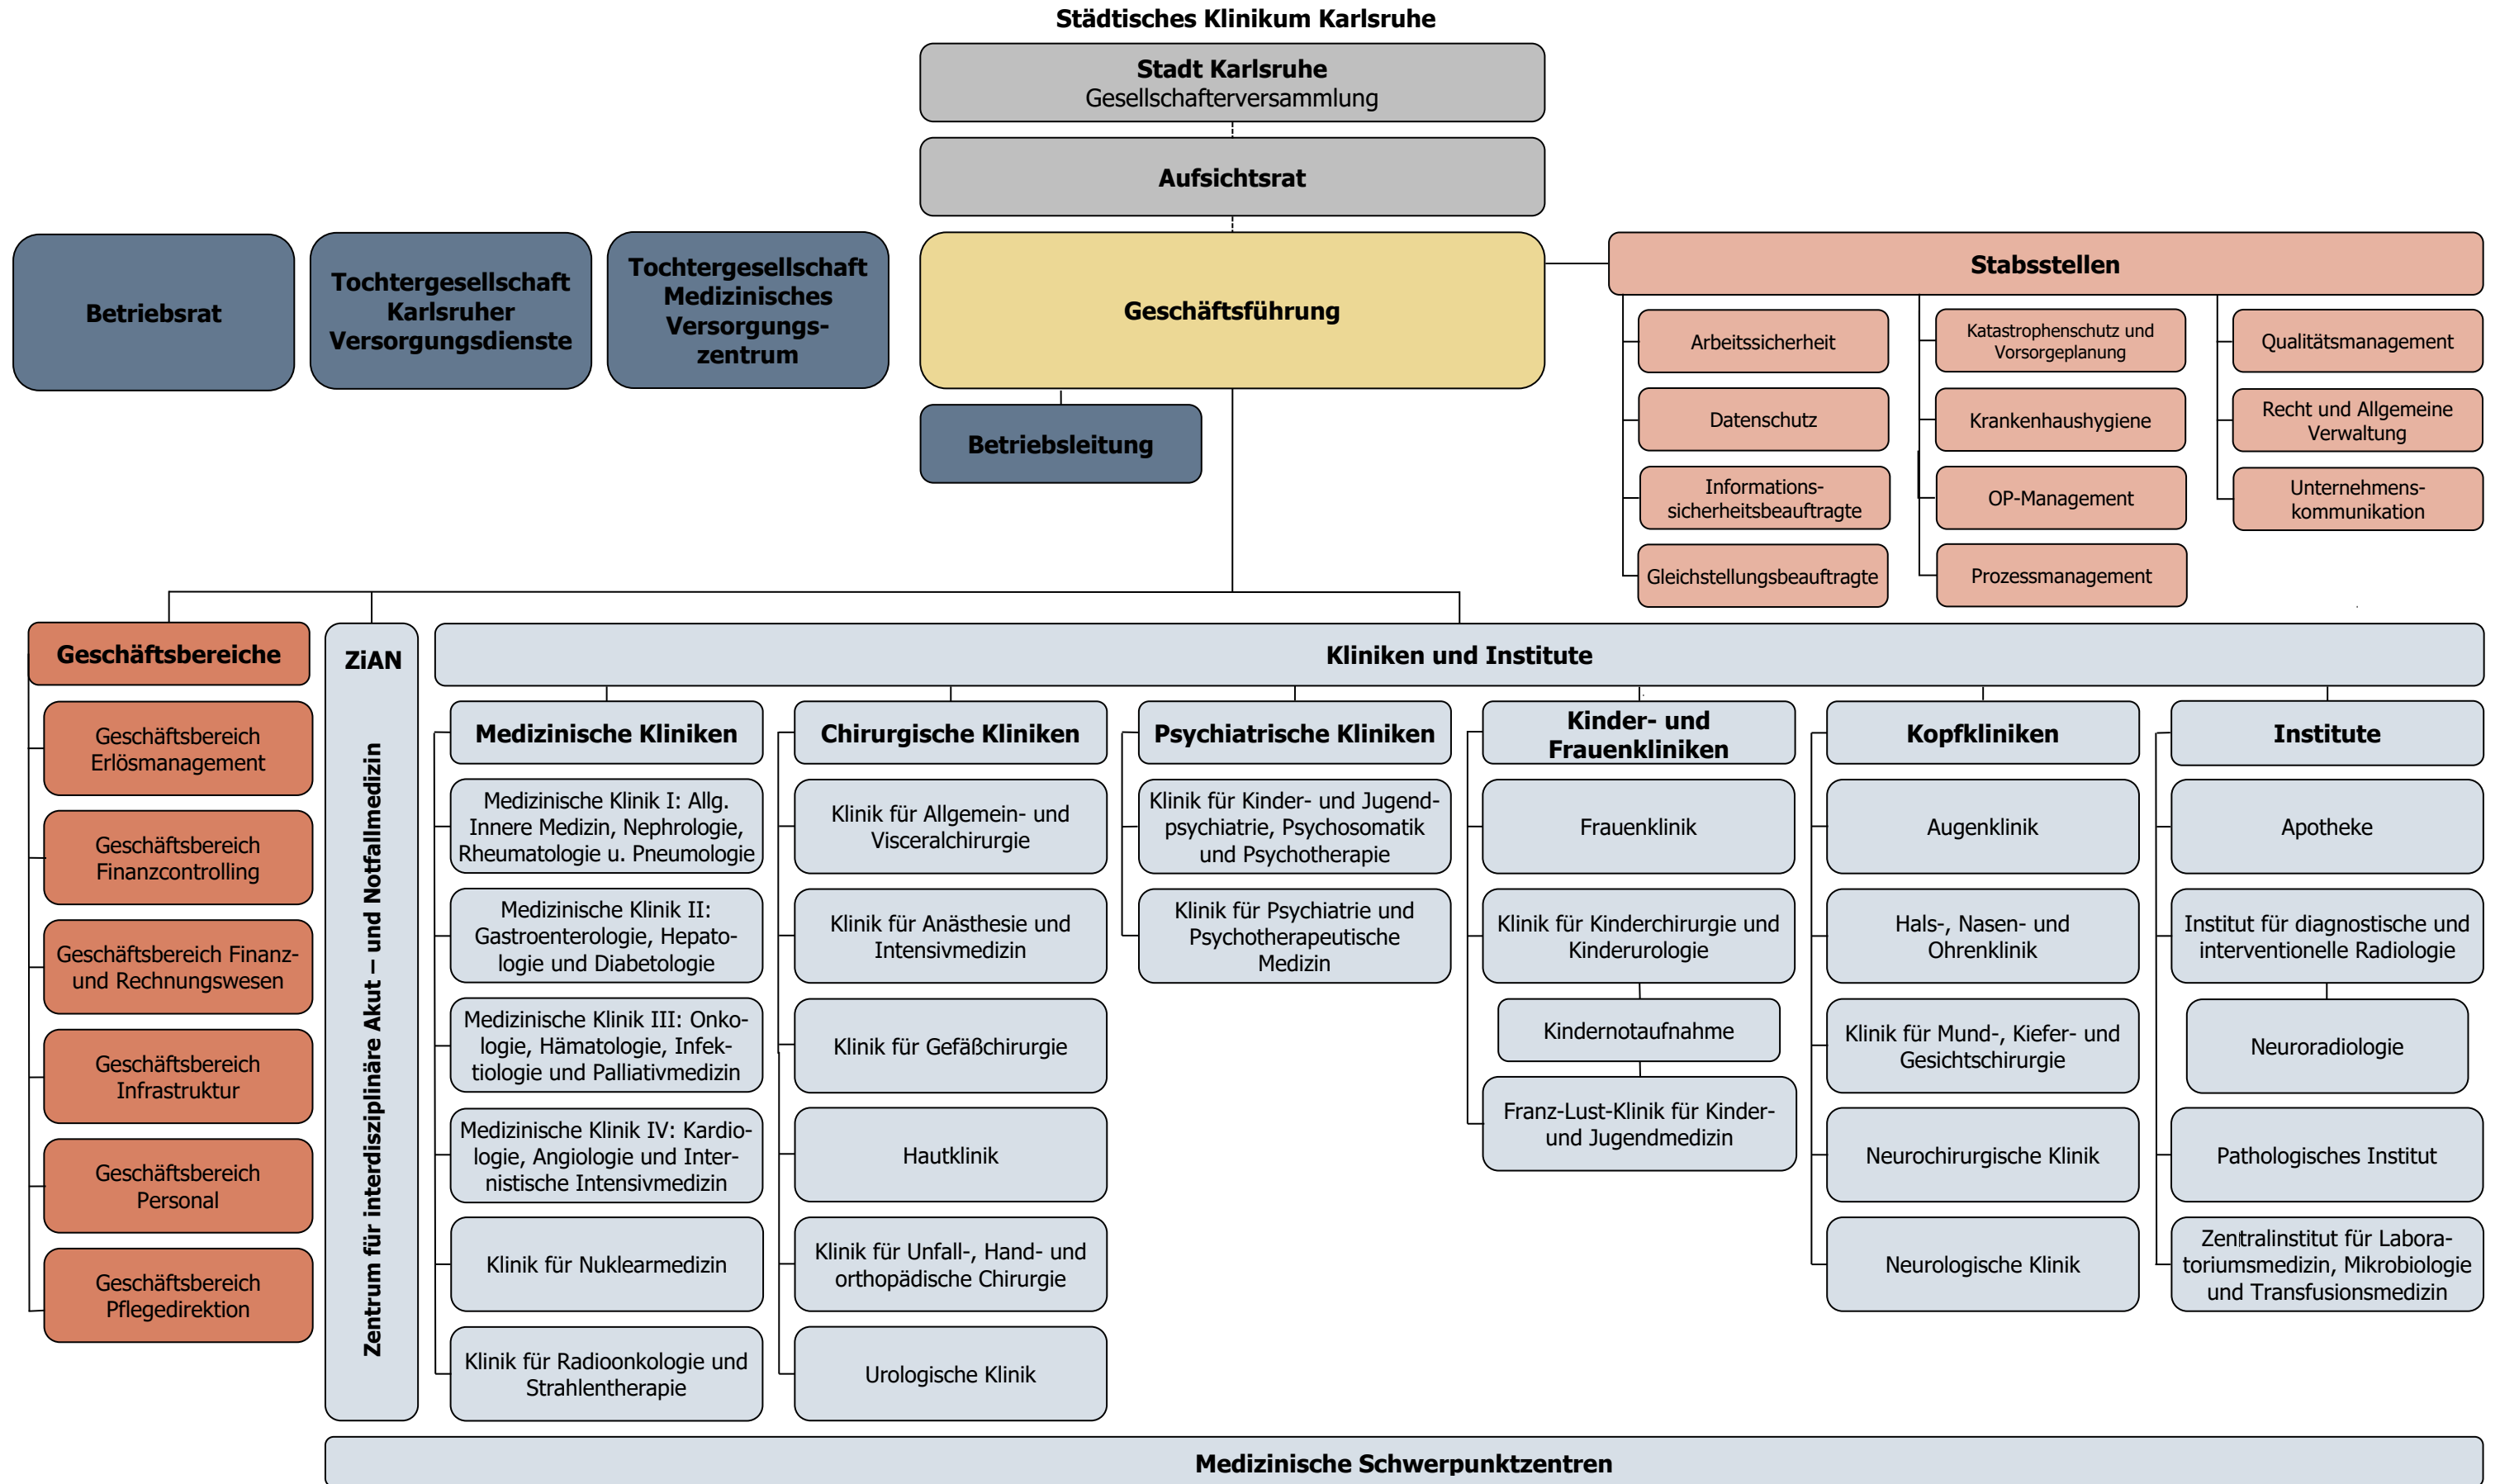 Städtisches Klinikum Karlsruhe
Stadt Karlsruhe
Gesellschafterversammlung
Aufsichtsrat
Betriebsrat
Tochtergesellschaft
Karlsruher
Versorgungsdienste
Tochtergesellschaft
Medizinisches
Versorgungs-
zentrum
Geschäftsführung
Betriebsleitung
Stabsstellen
Arbeitssicherheit
Datenschutz
Informations-
sicherheitsbeauftragte
Gleichstellungsbeauftragte
Katastrophenschutz und
Vorsorgeplanung
Krankenhaushygiene
OP-Management
Prozessmanagement
Qualitätsmanagement
Recht und Allgemeine
Verwaltung
Unternehmens-
kommunikation
Geschäftsbereiche
Geschäftsbereich
Erlösmanagement
Geschäftsbereich
Finanzcontrolling
Geschäftsbereich Finanz-
und Rechnungswesen
Geschäftsbereich
Infrastruktur
Geschäftsbereich
Personal
Geschäftsbereich
Pflegedirektion
ZiAN
Zentrum für interdisziplinäre Akut – und Notfallmedizin
Kliniken und Institute
Medizinische Kliniken
Medizinische Klinik I: Allg.
Innere Medizin, Nephrologie,
Rheumatologie u. Pneumologie
Medizinische Klinik II:
Gastroenterologie, Hepato-
logie und Diabetologie
Medizinische Klinik III: Onko-
logie, Hämatologie, Infek-
tiologie und Palliativmedizin
Medizinische Klinik IV: Kardio-
logie, Angiologie und Inter-
nistische Intensivmedizin
Klinik für Nuklearmedizin
Klinik für Radioonkologie und
Strahlentherapie
Chirurgische Kliniken
Klinik für Allgemein- und
Visceralchirurgie
Klinik für Anästhesie und
Intensivmedizin
Klinik für Gefäßchirurgie
Hautklinik
Klinik für Unfall-, Hand- und
orthopädische Chirurgie
Urologische Klinik
Psychiatrische Kliniken
Klinik für Kinder- und Jugend-
psychiatrie, Psychosomatik
und Psychotherapie
Klinik für Psychiatrie und
Psychotherapeutische
Medizin
Kinder- und
Frauenkliniken
Frauenklinik
Klinik für Kinderchirurgie und
Kinderurologie
Kindernotaufnahme
Franz-Lust-Klinik für Kinder-
und Jugendmedizin
Kopfkliniken
Augenklinik
Hals-, Nasen- und
Ohrenklinik
Klinik für Mund-, Kiefer- und
Gesichtschirurgie
Neurochirurgische Klinik
Neurologische Klinik
Institute
Apotheke
Institut für diagnostische und
interventionelle Radiologie
Neuroradiologie
Pathologisches Institut
Zentralinstitut für Labora-
toriumsmedizin, Mikrobiologie
und Transfusionsmedizin
Medizinische Schwerpunktzentren